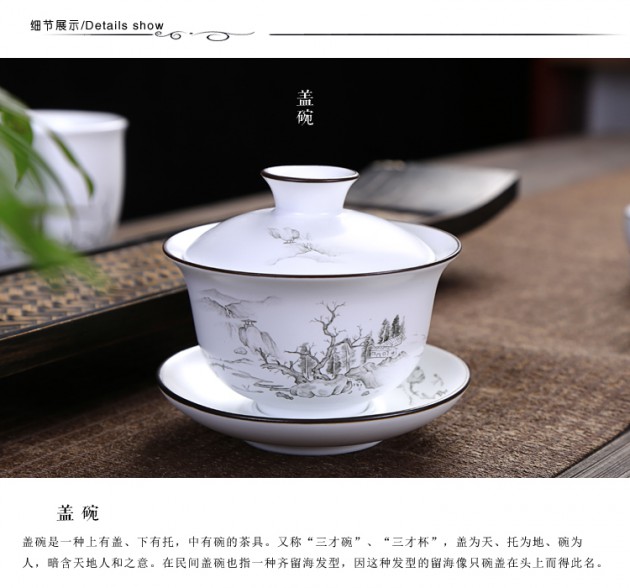 细节展示/Details show
盖碗
盖碗
盖碗是一种上有盖、下有托，中有碗的茶具。又称“三才碗”、“三才杯”，盖为天、托为地、碗为
人，暗含天地人和之意。在民间盖碗也指一种齐留海发型，因这种发型的留海像只碗盖在头上而得此名。